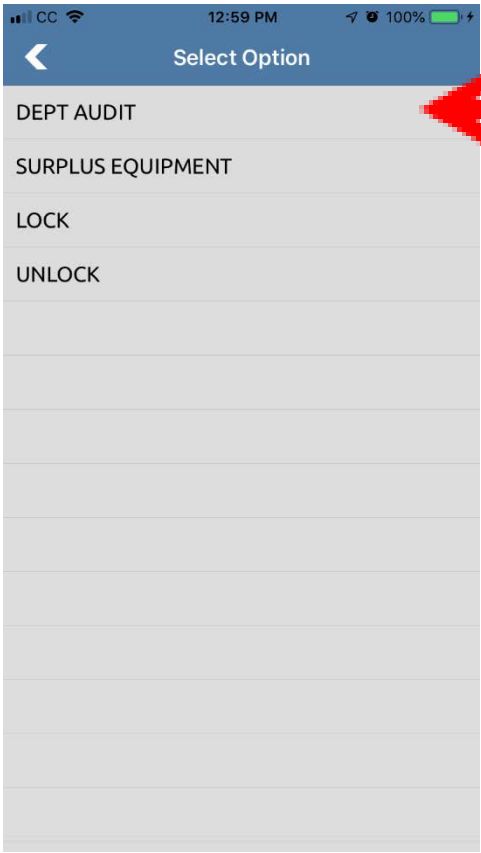 CC 12:59 PM 100%
Select Option
DEPT AUDIT
SURPLUS EQUIPMENT
LOCK
UNLOCK